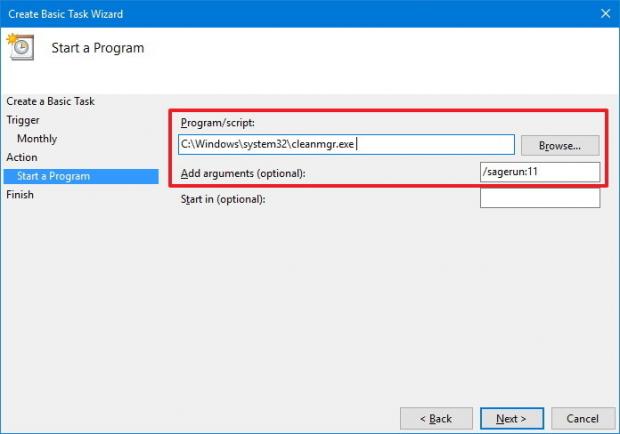 Create Basic Task Wizard
Start a Program
Create a Basic Task
Trigger
Monthly
Action
Start a Program
Finish
Program/script:
C:\Windows\system32\cleanmgr.exe
Browse...
Add arguments (optional):
/sagerun:11
Start in (optional):
< Back
Next >
Cancel